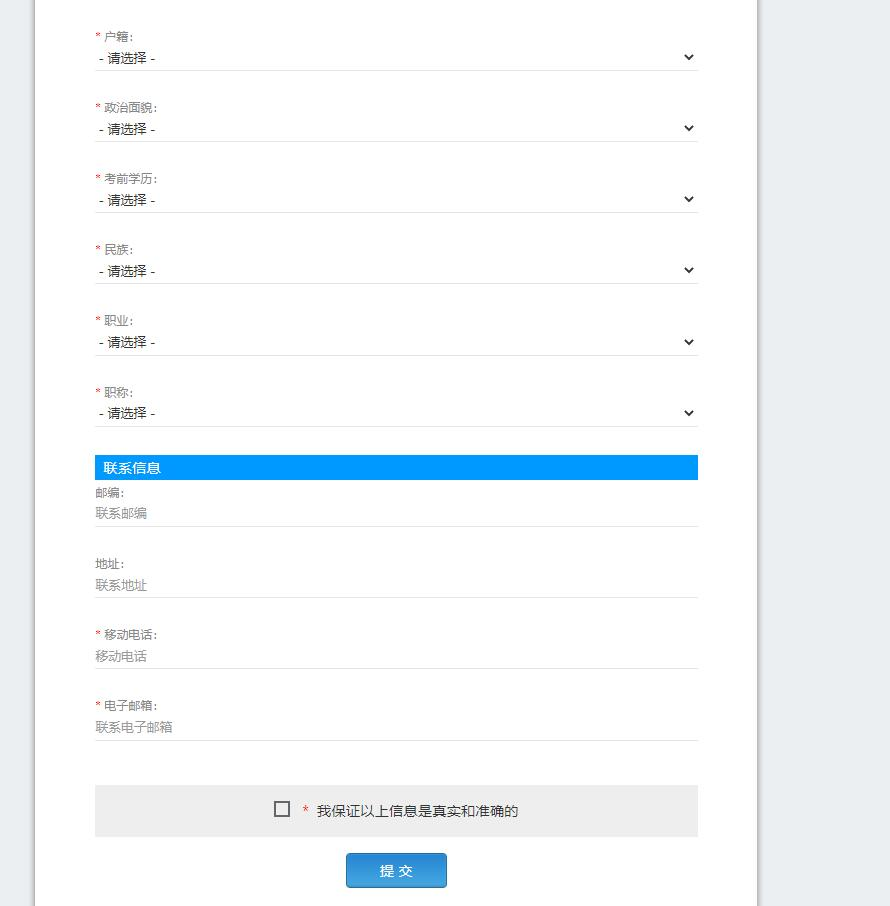 * 户籍:
- 请选择 -
* 政治面貌:
- 请选择 -
* 考前学历:
- 请选择 -
* 民族:
- 请选择 -
* 职业:
- 请选择 -
* 职称:
- 请选择 -
联系信息
邮编:
联系邮编
地址:
联系地址
* 移动电话:
移动电话
* 电子邮箱:
联系电子邮箱
* 我保证以上信息是真实和准确的
提 交